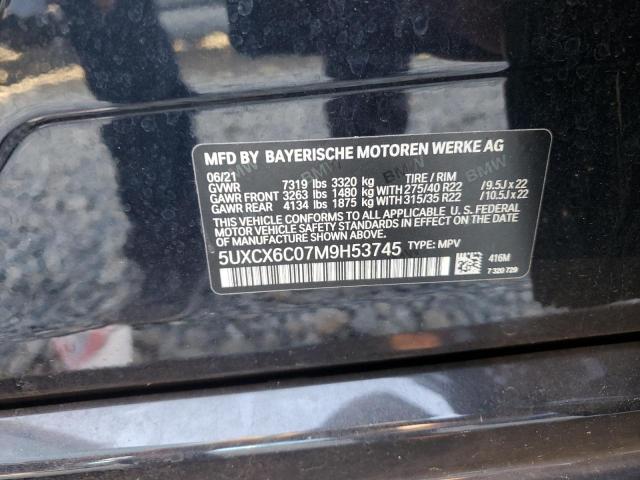 MFD BY BAYERISCHE MOTOREN WERKE AG
06/21
GVWR 7319 lbs 3320 kg TIRE / RIM
GAWR FRONT 3263 lbs 1480 kg WITH 275/40 R22 /9.5J x 22
GAWR REAR 4134 lbs 1875 kg WITH 315/35 R22 /10.5J x 22
THIS VEHICLE CONFORMS TO ALL APPLICABLE U. S. FEDERAL
MOTOR VEHICLE SAFETY STANDARDS IN EFFECT ON THE
DATE OF MANUFACTURE SHOWN ABOVE.
5UXCX6C07M9H53745 TYPE: MPV
416M
7 320 729